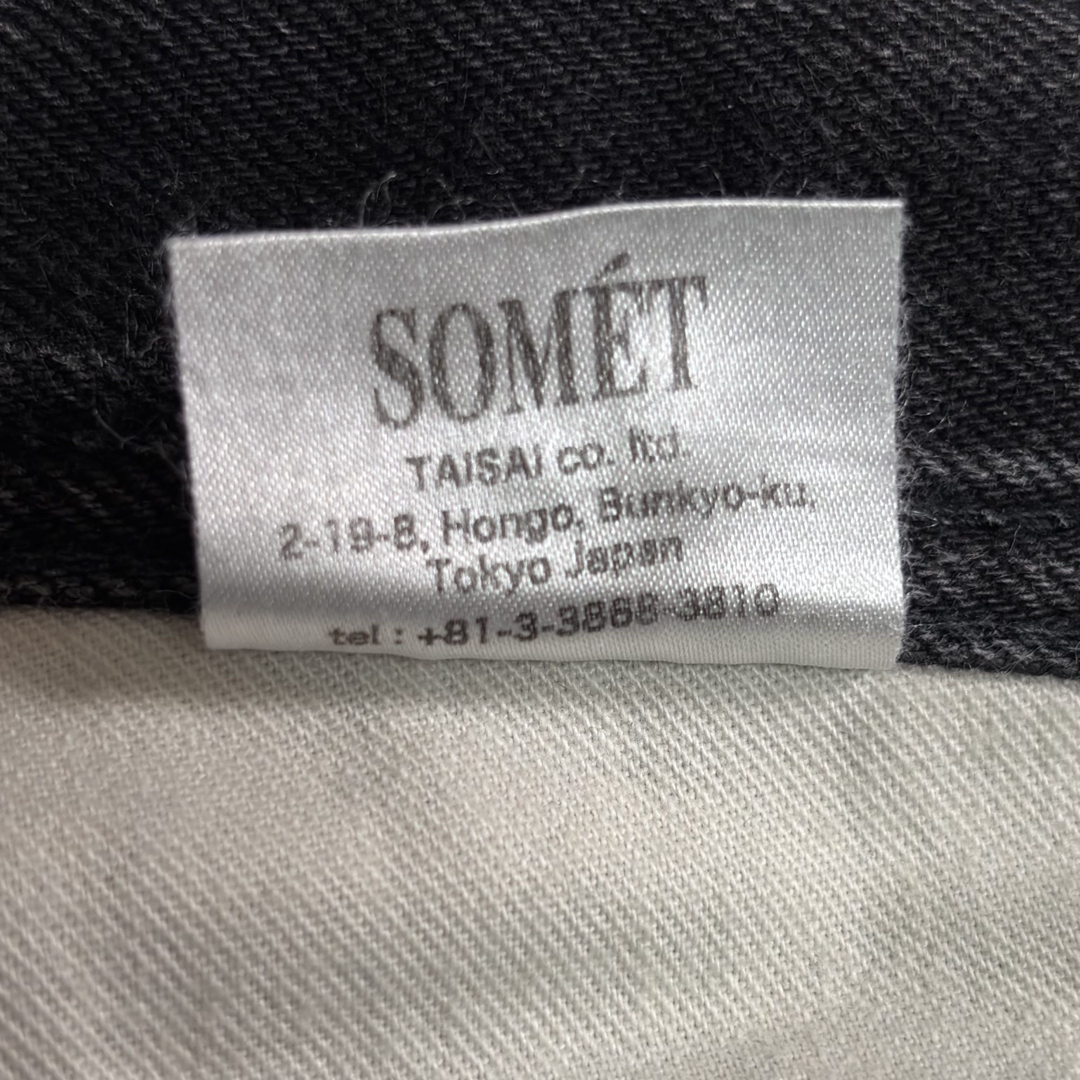 SOMÉT
TAISAI co. ltd.
2-19-8, Hongo, Bunkyo-ku,
Tokyo Japan
tel : +81-3-3868-3810